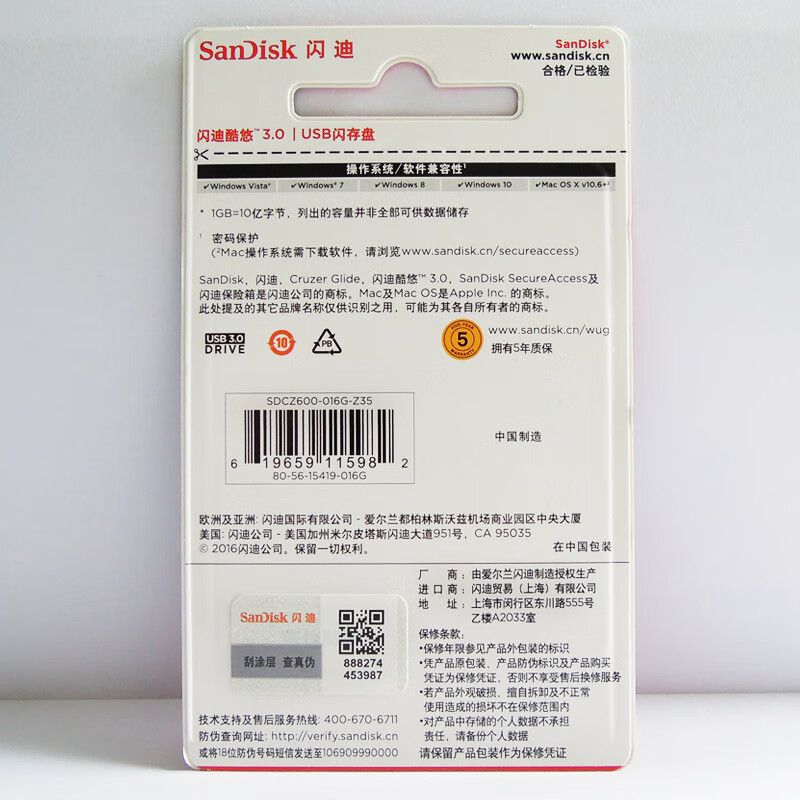 SanDisk 闪迪
SanDisk®
www.sandisk.cn
合格/已检验
闪迪酷悠™ 3.0 | USB闪存盘
操作系统/软件兼容性¹
✓Windows Vista® ✓Windows® 7 ✓Windows 8 ✓Windows 10 ✓Mac OS X v10.6+²
* 1GB=10亿字节,列出的容量并非全部可供数据储存
¹ 密码保护
(²Mac操作系统需下载软件,请浏览www.sandisk.cn/secureaccess)
SanDisk, 闪迪, Cruzer Glide, 闪迪酷悠™ 3.0, SanDisk SecureAccess及
闪迪保险箱是闪迪公司的商标。Mac及Mac OS是Apple Inc. 的商标。
此处提及的其它品牌名称仅供识别之用,可能为其各自所有者的商标。
USB 3.0
DRIVE
10
PB
FIVE-YEAR
5
WARRANTY
www.sandisk.cn/wug
拥有5年质保
SDCZ600-016G-Z35
6 19659 11598 2
80-56-15419-016G
中国制造
欧洲及亚洲: 闪迪国际有限公司 - 爱尔兰都柏林斯沃兹机场商业园区中央大厦
美国: 闪迪公司 - 美国加州米尔皮塔斯闪迪大道951号, CA 95035
© 2016闪迪公司。保留一切权利。
在中国包装
厂 商: 由爱尔兰闪迪制造授权生产
进口商: 闪迪贸易(上海)有限公司
地 址: 上海市闵行区东川路555号
乙楼A2033室
SanDisk 闪迪
刮涂层 查真伪
888274
453987
保修条款:
•保修年限参见产品外包装的标识
•凭产品原包装、产品防伪标识及产品购买
凭证为保修凭证,否则不享受售后换修服务
•若产品外观破损、擅自拆卸及不正常
使用造成的损坏不在保修范围内
•对产品中存储的个人数据不承担
责任,请备份个人数据
请保留产品包装作为保修凭证
技术支持及售后服务热线: 400-670-6711
防伪查询网址: http://verify.sandisk.cn
或将18位防伪号码短信发送至106909990000